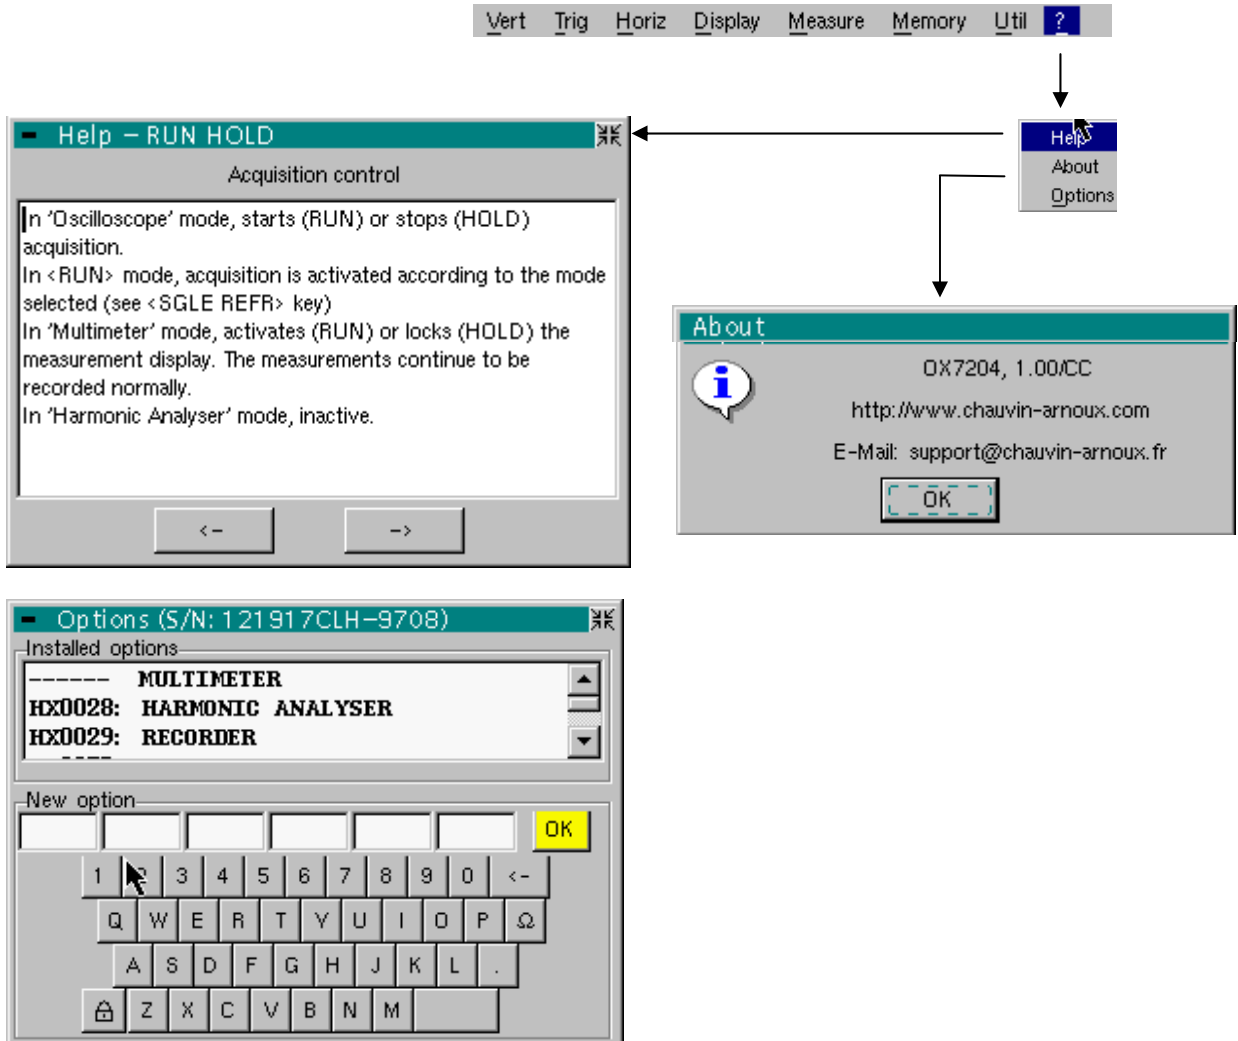 Vert Trig Horiz Display Measure Memory Util ?
Help
About
Options
Help – RUN HOLD
Acquisition control
In 'Oscilloscope' mode, starts (RUN) or stops (HOLD)
acquisition.
In <RUN> mode, acquisition is activated according to the mode
selected (see <SGLE REFR> key)
In 'Multimeter' mode, activates (RUN) or locks (HOLD) the
measurement display. The measurements continue to be
recorded normally.
In 'Harmonic Analyser' mode, inactive.
<- ->
About
OX7204, 1.00/CC
http://www.chauvin-arnoux.com
E-Mail: support@chauvin-arnoux.fr
OK
Options (S/N: 121917CLH-9708)
Installed options
------ MULTIMETER
HX0028: HARMONIC ANALYSER
HX0029: RECORDER
New option
OK
1 2 3 4 5 6 7 8 9 0 <-
Q W E R T Y U I O P Ω
A S D F G H J K L .
Z X C V B N M